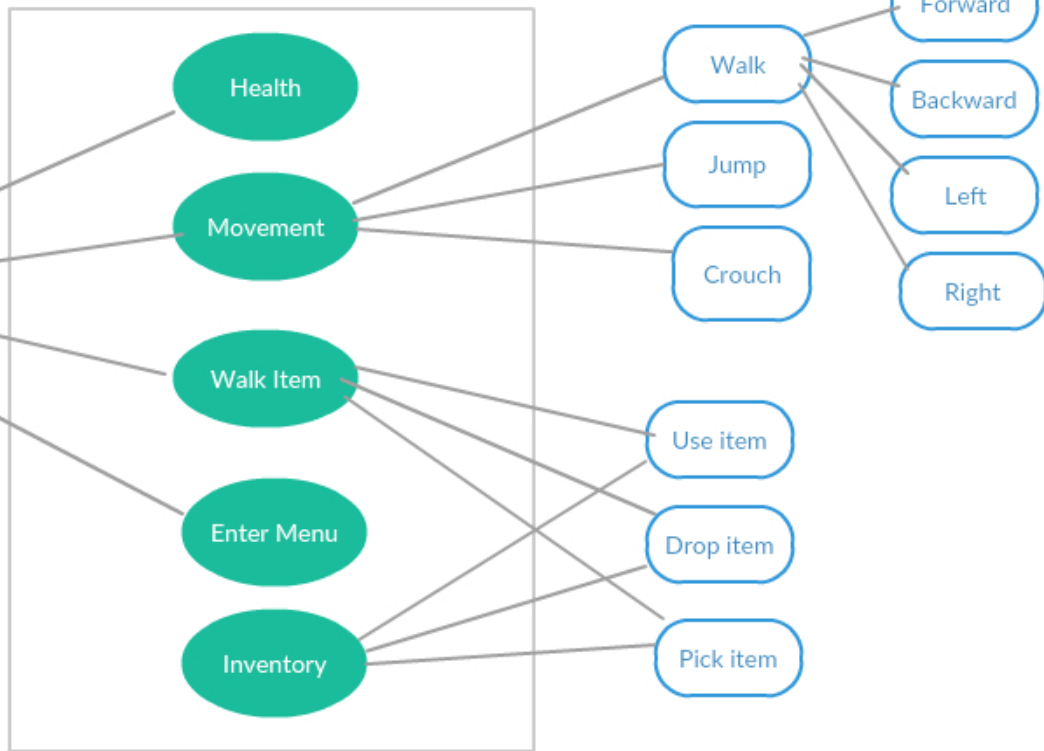 Health
Movement
Walk Item
Enter Menu
Inventory
Walk
Jump
Crouch
Use item
Drop item
Pick item
Forward
Backward
Left
Right